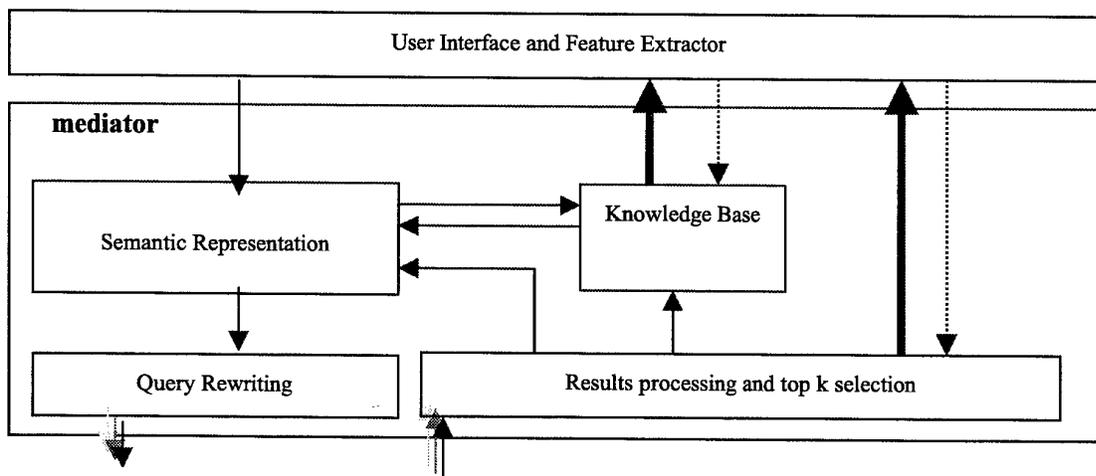 User Interface and Feature Extractor
mediator
Knowledge Base
Semantic Representation
Query Rewriting
Results processing and top k selection